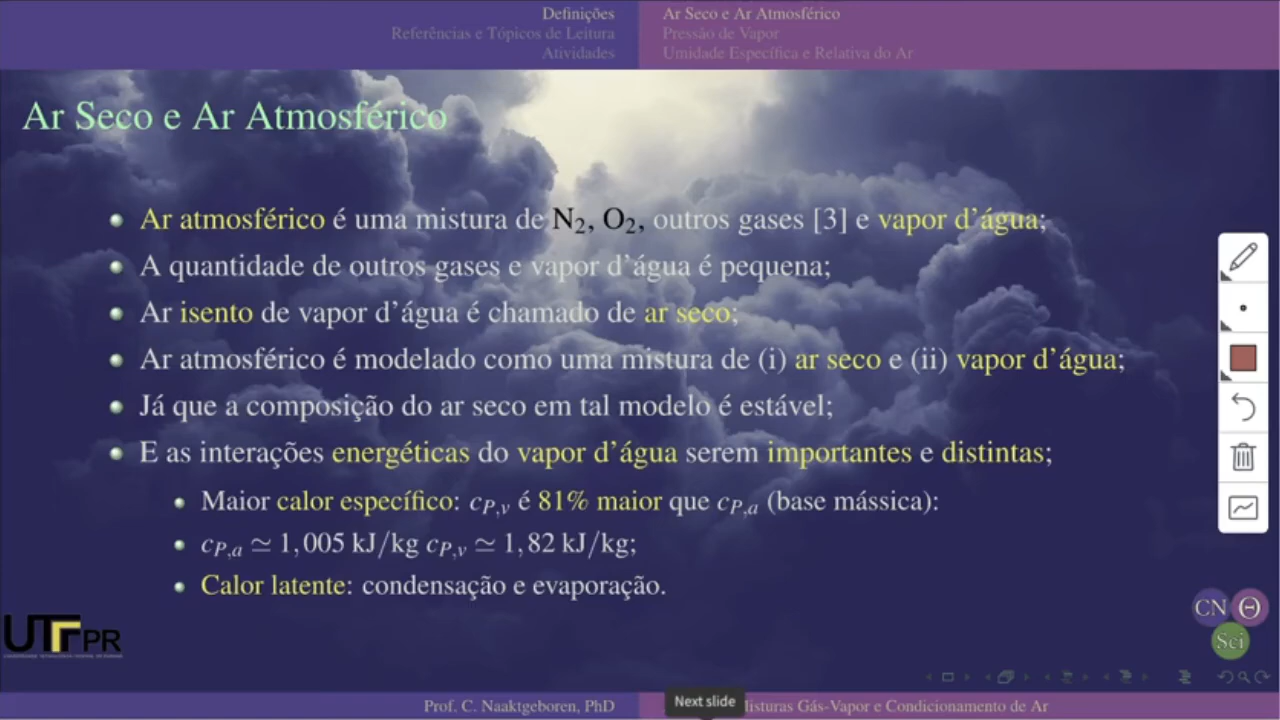 Definições
Referências e Tópicos de Leitura
Atividades
Ar Seco e Ar Atmosférico
Pressão de Vapor
Umidade Específica e Relativa do Ar
Ar Seco e Ar Atmosférico
Ar atmosférico é uma mistura de N₂, O₂, outros gases [3] e vapor d'água;
A quantidade de outros gases e vapor d'água é pequena;
Ar isento de vapor d'água é chamado de ar seco;
Ar atmosférico é modelado como uma mistura de (i) ar seco e (ii) vapor d'água;
Já que a composição do ar seco em tal modelo é estável;
E as interações energéticas do vapor d'água serem importantes e distintas;
Maior calor específico: c_{P,v} é 81% maior que c_{P,a} (base mássica):
c_{P,a} ≃ 1,005 kJ/kg c_{P,v} ≃ 1,82 kJ/kg;
Calor latente: condensação e evaporação.
UTFPR
CN Θ
Sci
Prof. C. Naaktgeboren, PhD
Next slide
isturas Gás-Vapor e Condicionamento de Ar